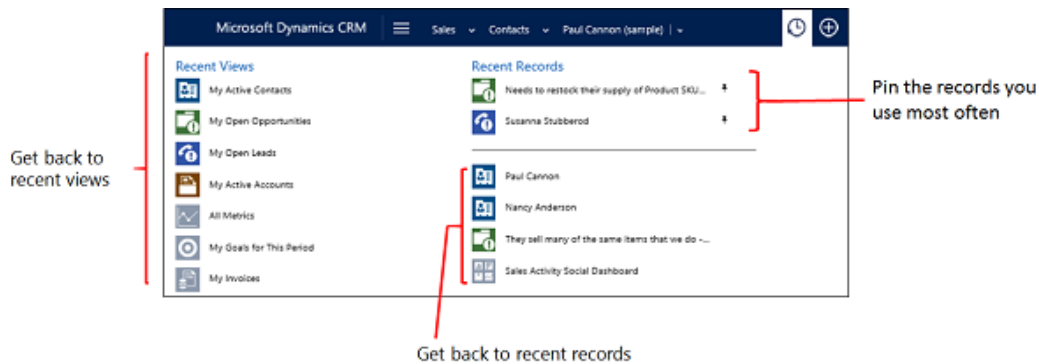 Microsoft Dynamics CRM Sales Contacts Paul Cannon (sample)
Recent Views
My Active Contacts
My Open Opportunities
My Open Leads
My Active Accounts
All Metrics
My Goals for This Period
My Invoices
Recent Records
Needs to restock their supply of Product SKU...
Susanna Stubberod
Paul Cannon
Nancy Anderson
They sell many of the same items that we do -...
Sales Activity Social Dashboard
Get back to
recent views
Pin the records you
use most often
Get back to recent records